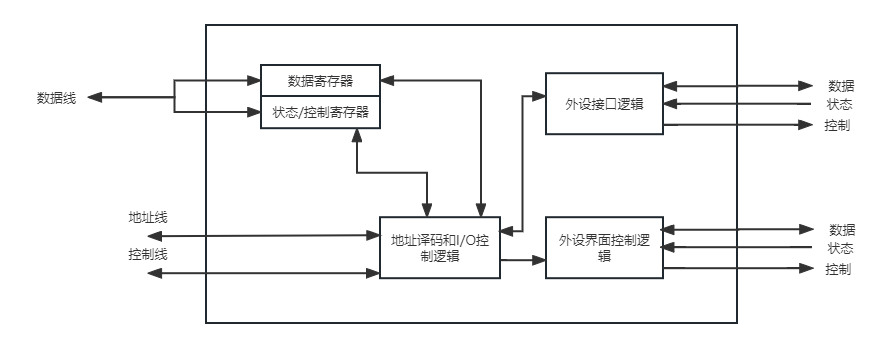 数据寄存器
状态/控制寄存器
数据线
外设接口逻辑
数据
状态
控制
地址线
控制线
地址译码和I/O控
制逻辑
外设界面控制逻
辑
数据
状态
控制